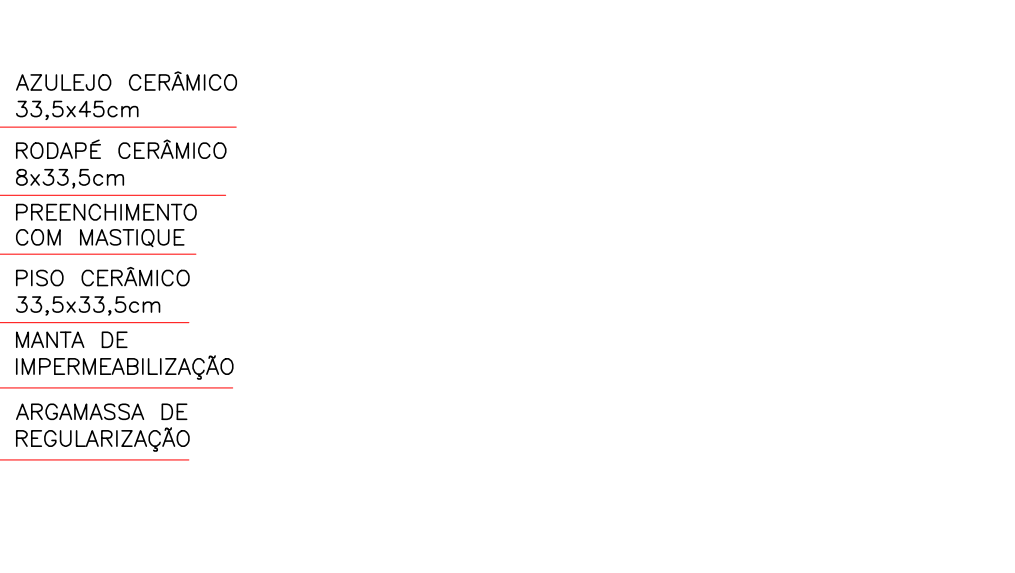 AZULEJO CERÂMICO
33,5x45cm
RODAPÉ CERÂMICO
8x33,5cm
PREENCHIMENTO
COM MASTIQUE
PISO CERÂMICO
33,5x33,5cm
MANTA DE
IMPERMEABILIZAÇÃO
ARGAMASSA DE
REGULARIZAÇÃO